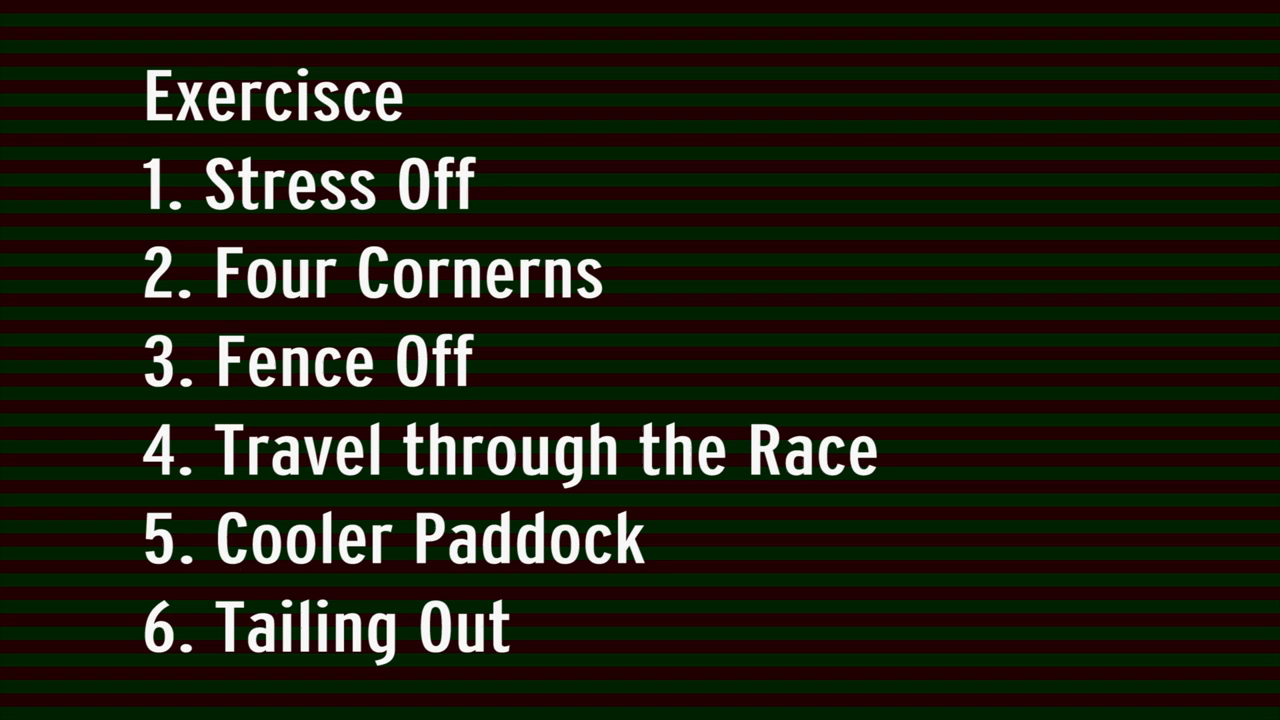 Exercisce
1. Stress Off
2. Four Cornerns
3. Fence Off
4. Travel through the Race
5. Cooler Paddock
6. Tailing Out